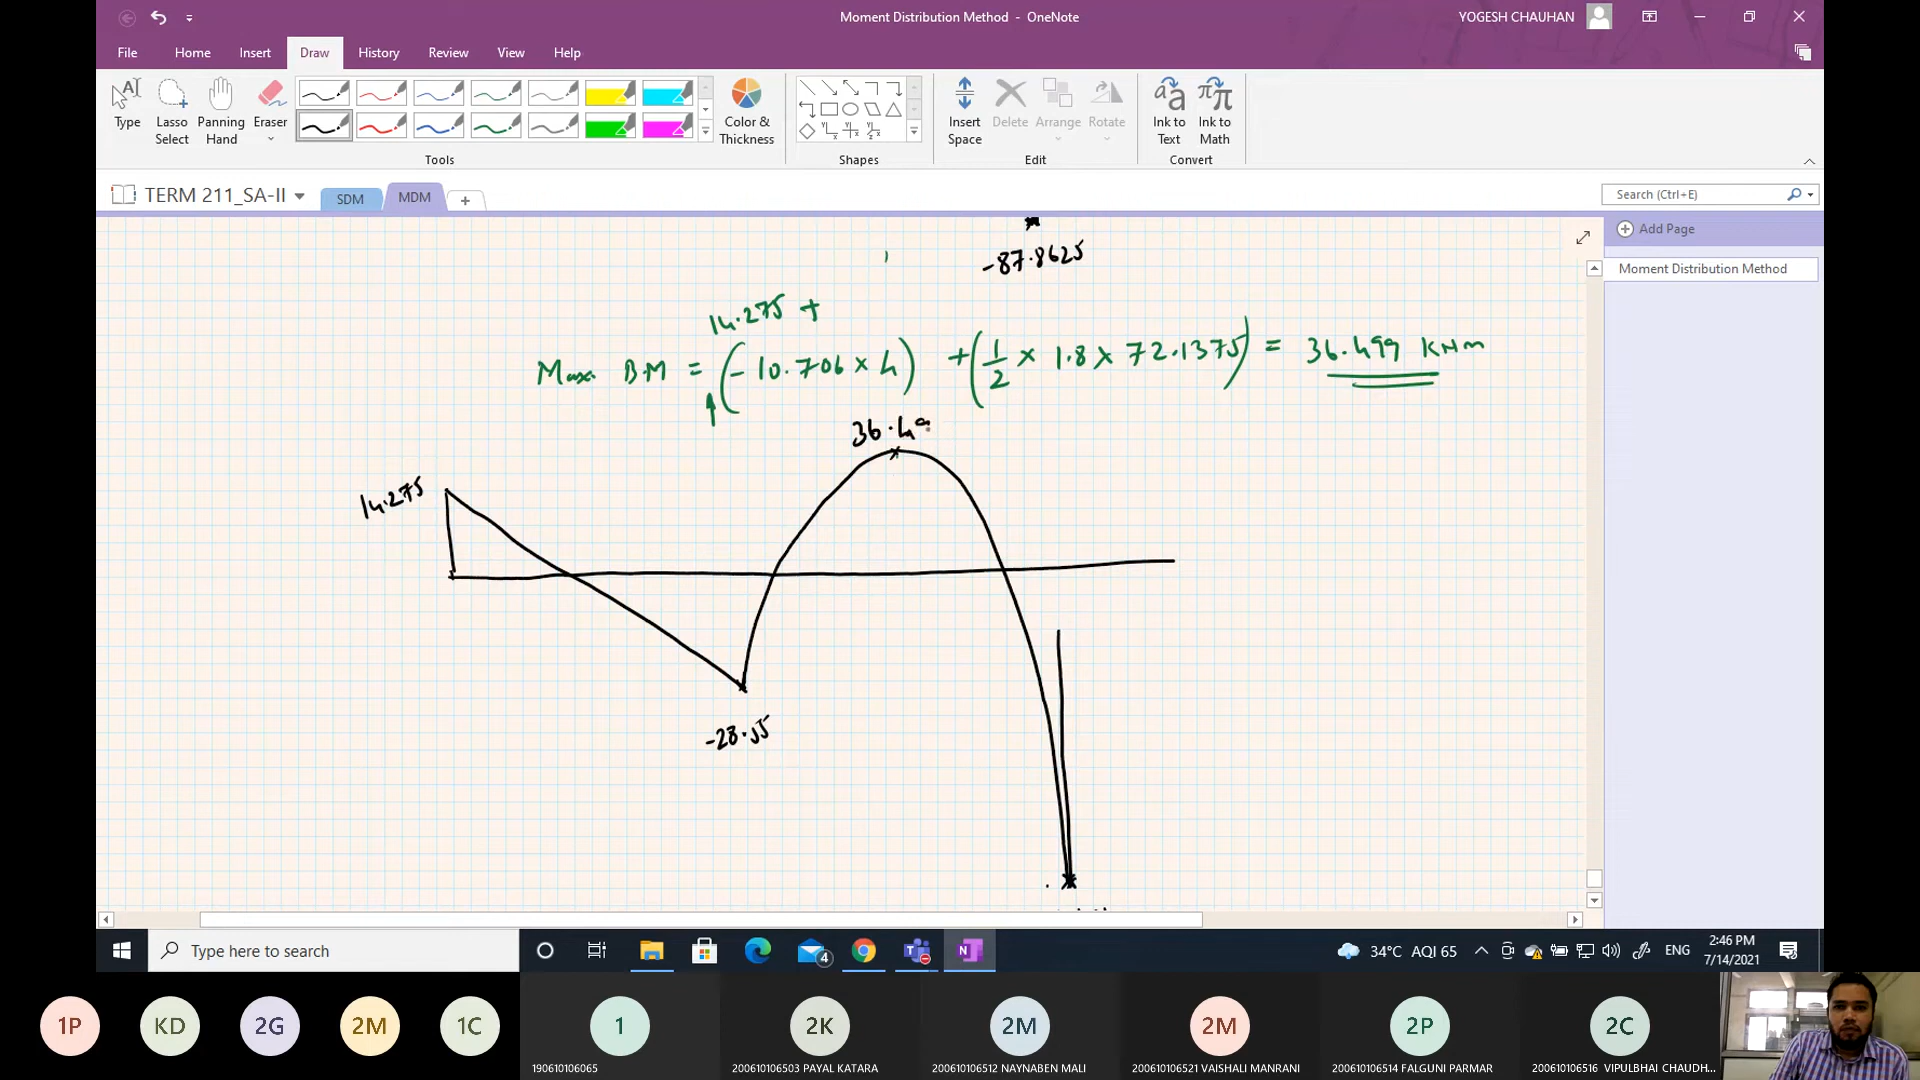 Moment Distribution Method - OneNote
YOGESH CHAUHAN
File Home Insert Draw History Review View Help
Type
Lasso Select
Panning Hand
Eraser
Color & Thickness
Insert Space
Delete
Arrange
Rotate
Ink to Text
Ink to Math
Tools
Shapes
Edit
Convert
TERM 211_SA-II
SDM
MDM
Search (Ctrl+E)
Add Page
Moment Distribution Method
-87.8625
14.275 +
Max. B.M = (-10.706 × 4) + (1/2 × 1.8 × 72.1375) = 36.499 KNm
36.49
14.275
-28.55
Type here to search
4
34°C AQI 65
ENG
2:46 PM
7/14/2021
1P
KD
2G
2M
1C
1
2K
2M
2M
2P
2C
190610106065
200610106503 PAYAL KATARA
200610106512 NAYNABEN MALI
200610106521 VAISHALI MANRANI
200610106514 FALGUNI PARMAR
200610106516 VIPULBHAI CHAUDH...